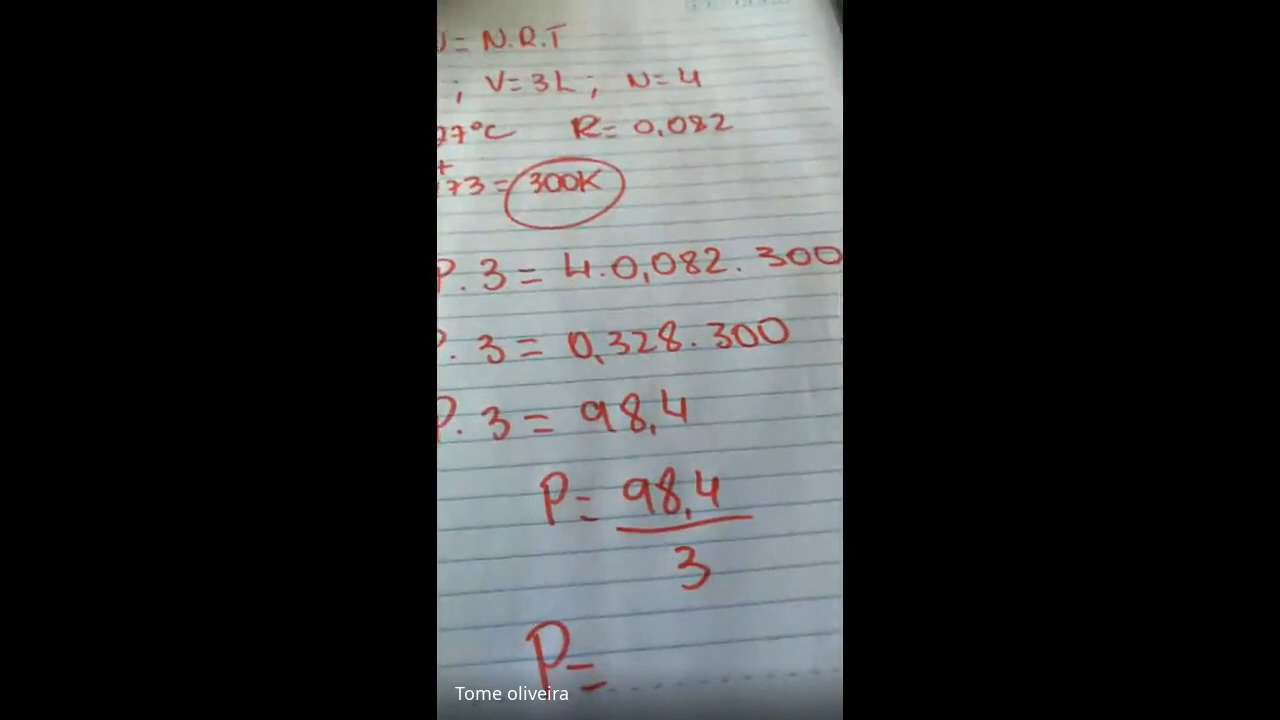 = N.R.T
; V= 3L ; N= 4
27°C R= 0,082
+
273 = 300K
P. 3 = 4.0,082. 300
P. 3 = 0,328. 300
P. 3 = 98,4
P= 98,4
3
P=
Tome oliveira